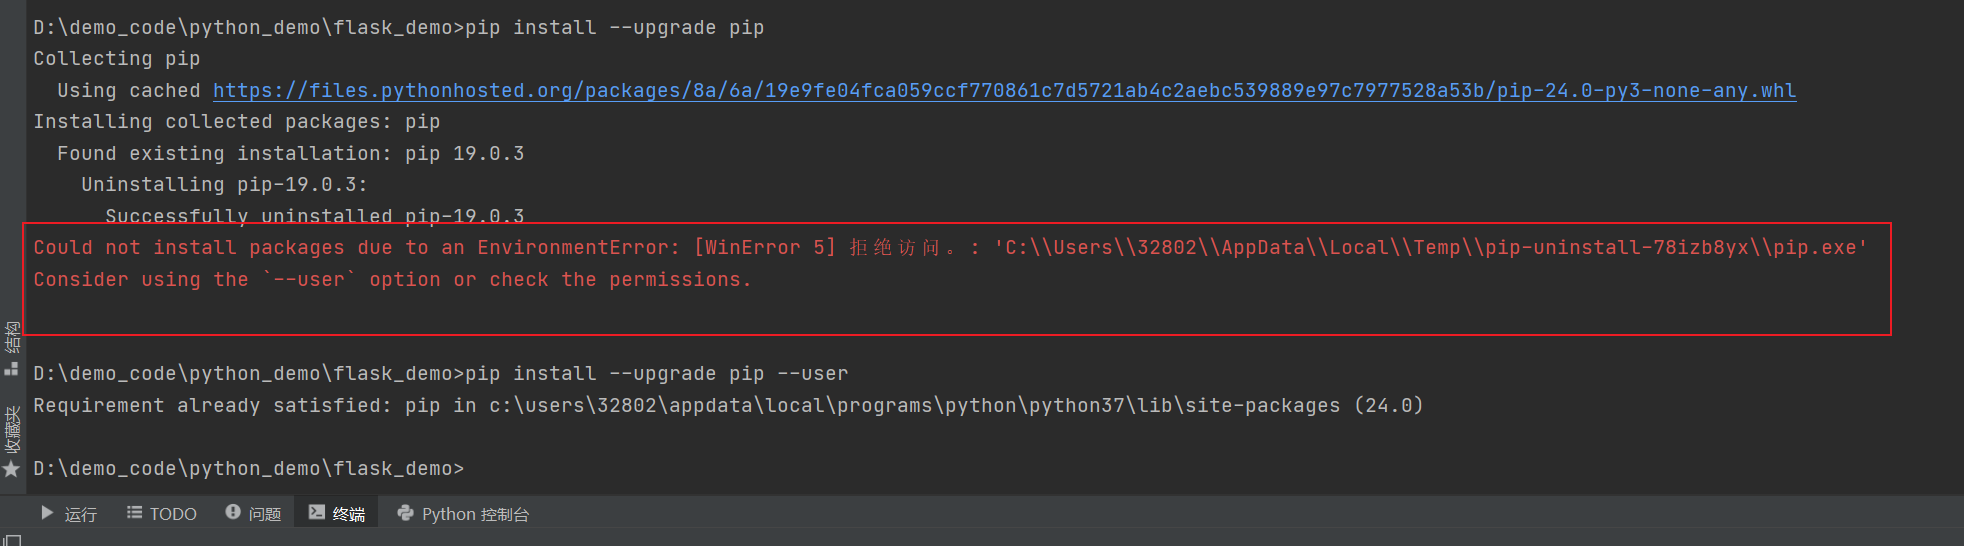 D:\demo_code\python_demo\flask_demo>pip install --upgrade pip
Collecting pip
  Using cached https://files.pythonhosted.org/packages/8a/6a/19e9fe04fca059ccf770861c7d5721ab4c2aebc539889e97c7977528a53b/pip-24.0-py3-none-any.whl
Installing collected packages: pip
  Found existing installation: pip 19.0.3
    Uninstalling pip-19.0.3:
      Successfully uninstalled pip-19.0.3
Could not install packages due to an EnvironmentError: [WinError 5] 拒绝访问。: 'C:\\Users\\32802\\AppData\\Local\\Temp\\pip-uninstall-78izb8yx\\pip.exe'
Consider using the `--user` option or check the permissions.
D:\demo_code\python_demo\flask_demo>pip install --upgrade pip --user
Requirement already satisfied: pip in c:\users\32802\appdata\local\programs\python\python37\lib\site-packages (24.0)
D:\demo_code\python_demo\flask_demo>
结构
收藏夹
运行 TODO 问题 终端 Python 控制台